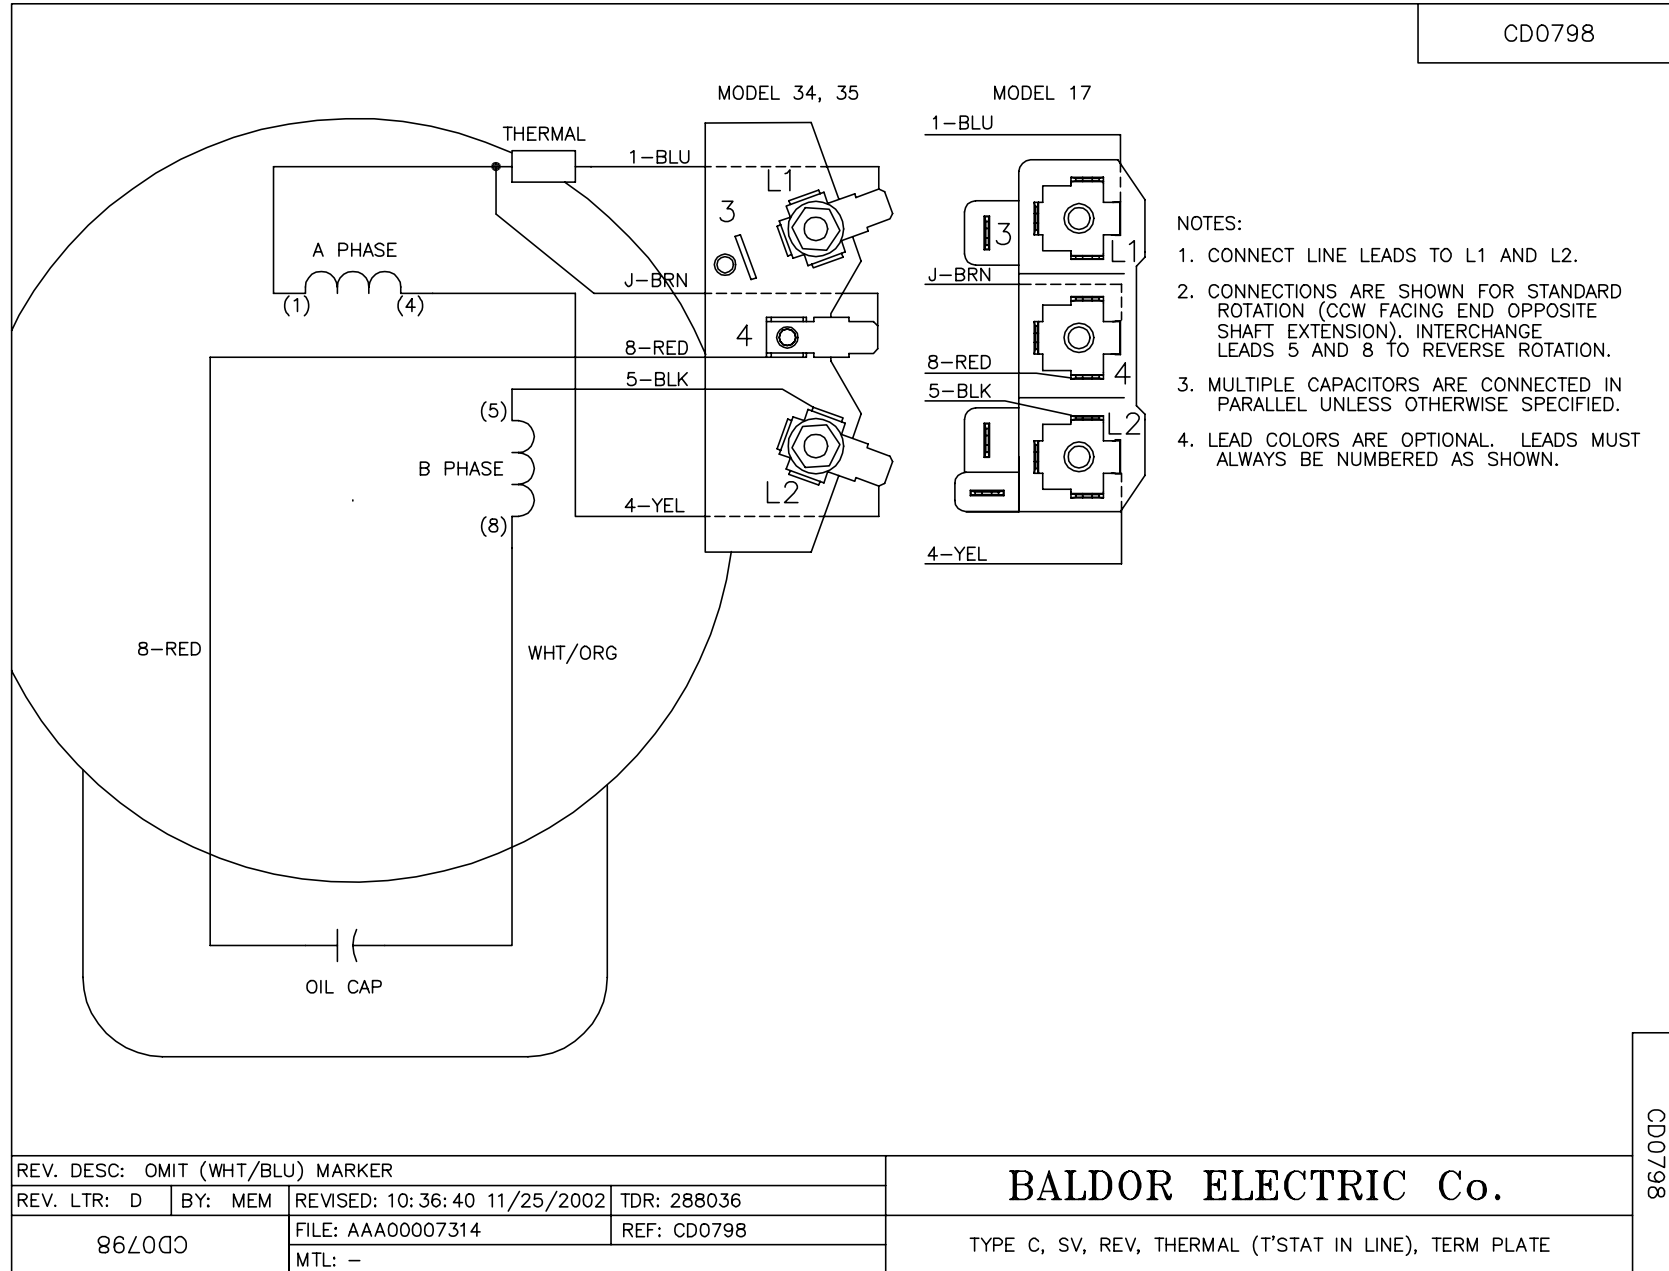 CD0798
MODEL 34, 35
MODEL 17
THERMAL
1-BLU
1-BLU
L1
3
3
L1
A PHASE
(1)
(4)
J-BRN
J-BRN
4
4
8-RED
8-RED
5-BLK
5-BLK
(5)
B PHASE
(8)
L2
L2
4-YEL
4-YEL
NOTES:
1. CONNECT LINE LEADS TO L1 AND L2.
2. CONNECTIONS ARE SHOWN FOR STANDARD
ROTATION (CCW FACING END OPPOSITE
SHAFT EXTENSION). INTERCHANGE
LEADS 5 AND 8 TO REVERSE ROTATION.
3. MULTIPLE CAPACITORS ARE CONNECTED IN
PARALLEL UNLESS OTHERWISE SPECIFIED.
4. LEAD COLORS ARE OPTIONAL. LEADS MUST
ALWAYS BE NUMBERED AS SHOWN.
8-RED
WHT/ORG
OIL CAP
CD0798
REV. DESC: OMIT (WHT/BLU) MARKER
REV. LTR: D
BY: MEM
REVISED: 10:36:40 11/25/2002
TDR: 288036
CD0798
FILE: AAA00007314
REF: CD0798
MTL: -
BALDOR ELECTRIC Co.
TYPE C, SV, REV, THERMAL (T'STAT IN LINE), TERM PLATE